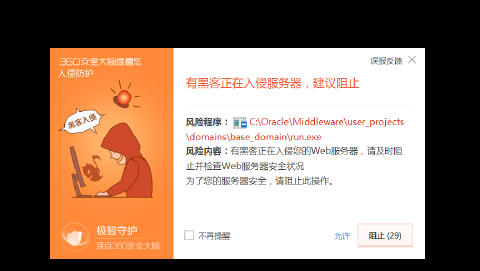 360安全大脑提醒您
入侵防护
误报反馈
有黑客正在入侵服务器，建议阻止
黑客入侵
风险程序： C:\Oracle\Middleware\user_projects
\domains\base_domain\run.exe
风险内容：有黑客正在入侵您的Web服务器，请及时阻
止并检查Web服务器安全状况
为了您的服务器安全，请阻止此操作。
极智守护
源自360安全大脑
不再提醒
允许
阻止 (29)